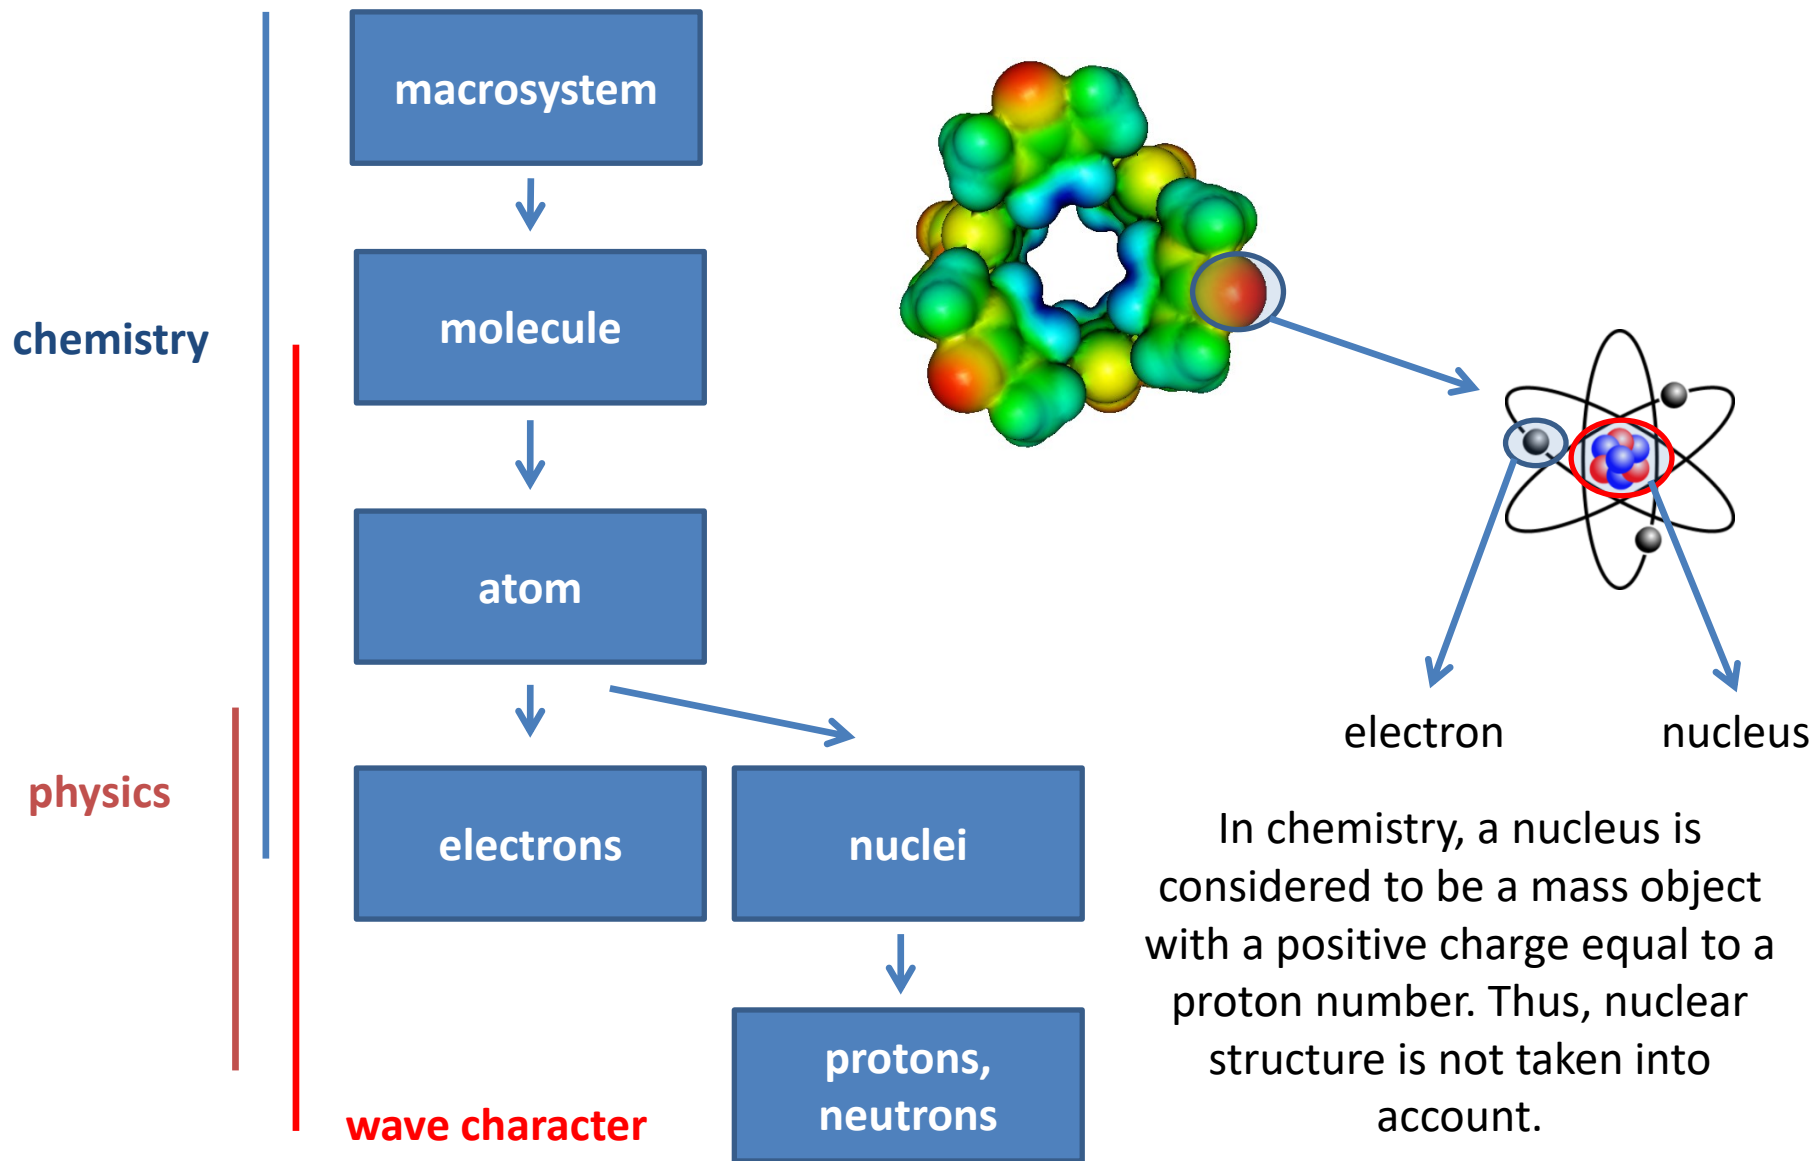 macrosystem
molecule
chemistry
atom
electron
nucleus
physics
electrons
nuclei
In chemistry, a nucleus is
considered to be a mass object
with a positive charge equal to a
proton number. Thus, nuclear
structure is not taken into
account.
protons,
neutrons
wave character